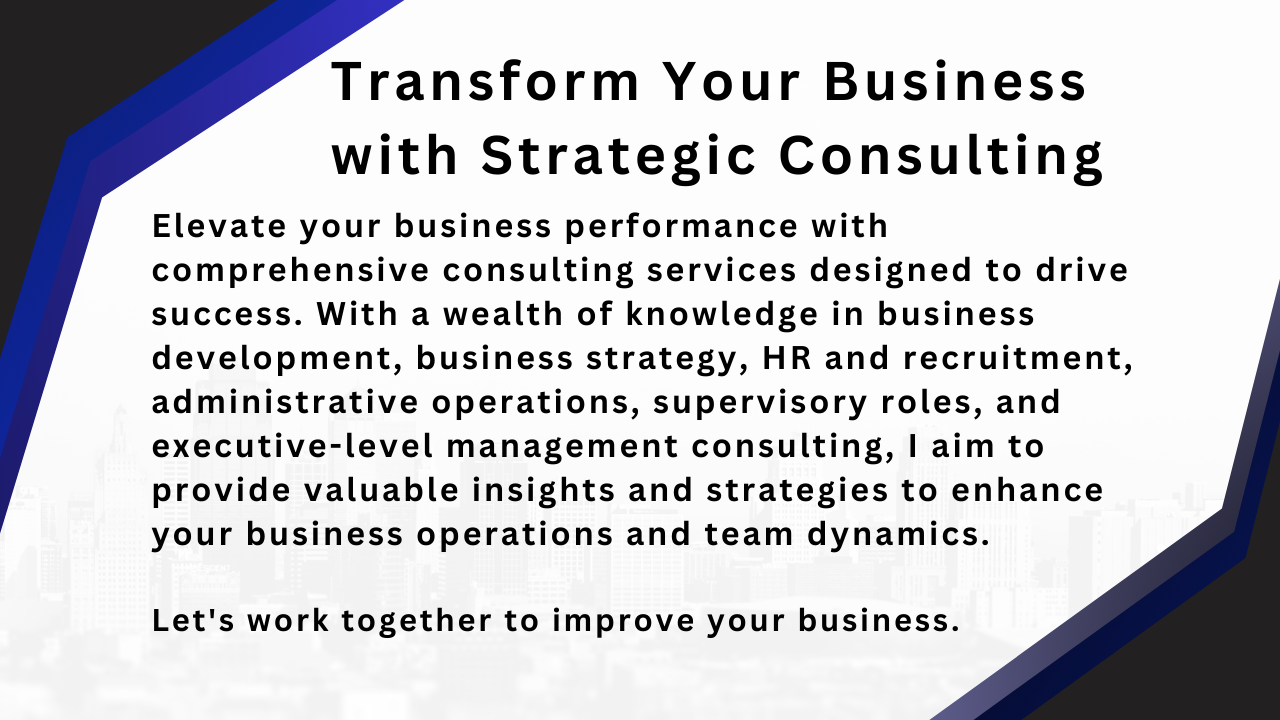 Transform Your Business
with Strategic Consulting
Elevate your business performance with
comprehensive consulting services designed to drive
success. With a wealth of knowledge in business
development, business strategy, HR and recruitment,
administrative operations, supervisory roles, and
executive-level management consulting, I aim to
provide valuable insights and strategies to enhance
your business operations and team dynamics.
Let's work together to improve your business.